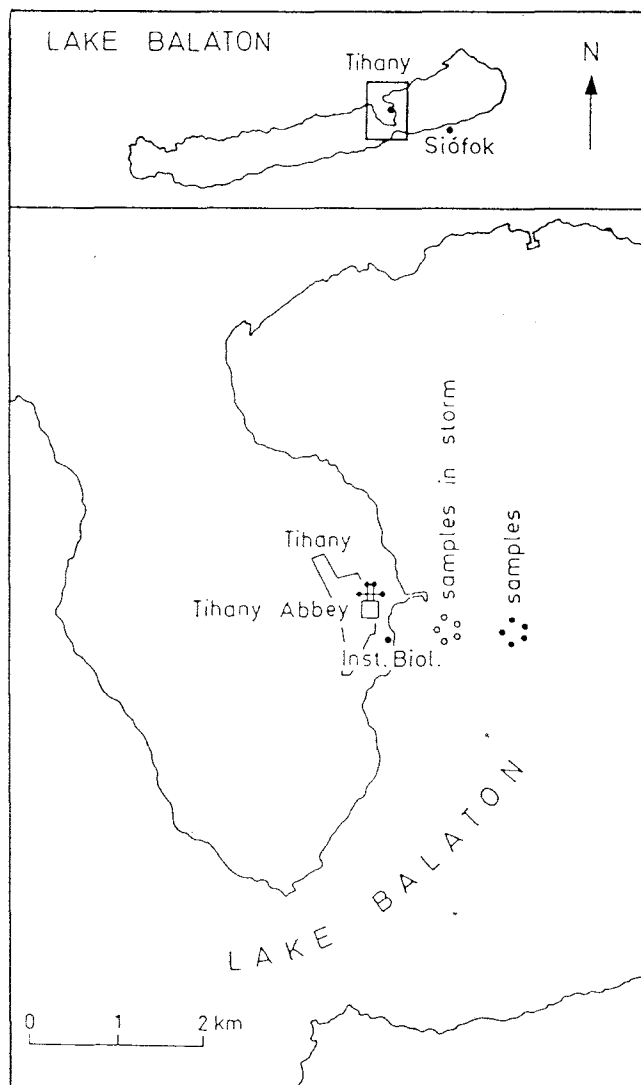 LAKE BALATON
Tihany
N
Siófok
samples in storm
samples
Tihany
Tihany Abbey
Inst. Biol.
LAKE BALATON
0 1 2 km